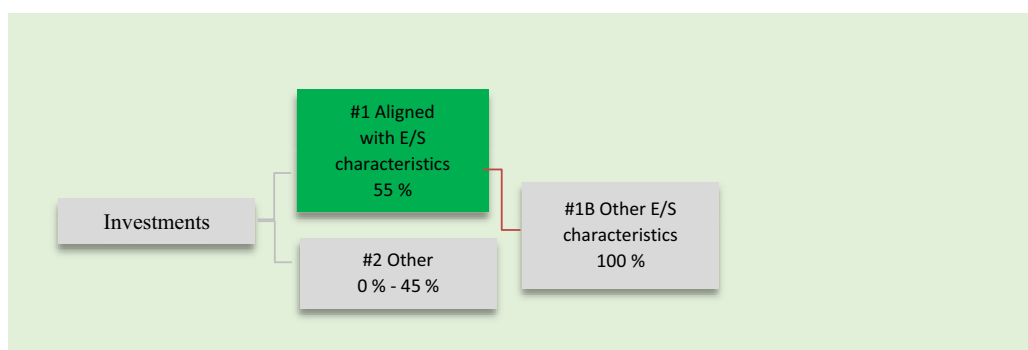 #1 Aligned
with E/S
characteristics
55 %
Investments
#1B Other E/S
characteristics
100 %
#2 Other
0 % - 45 %